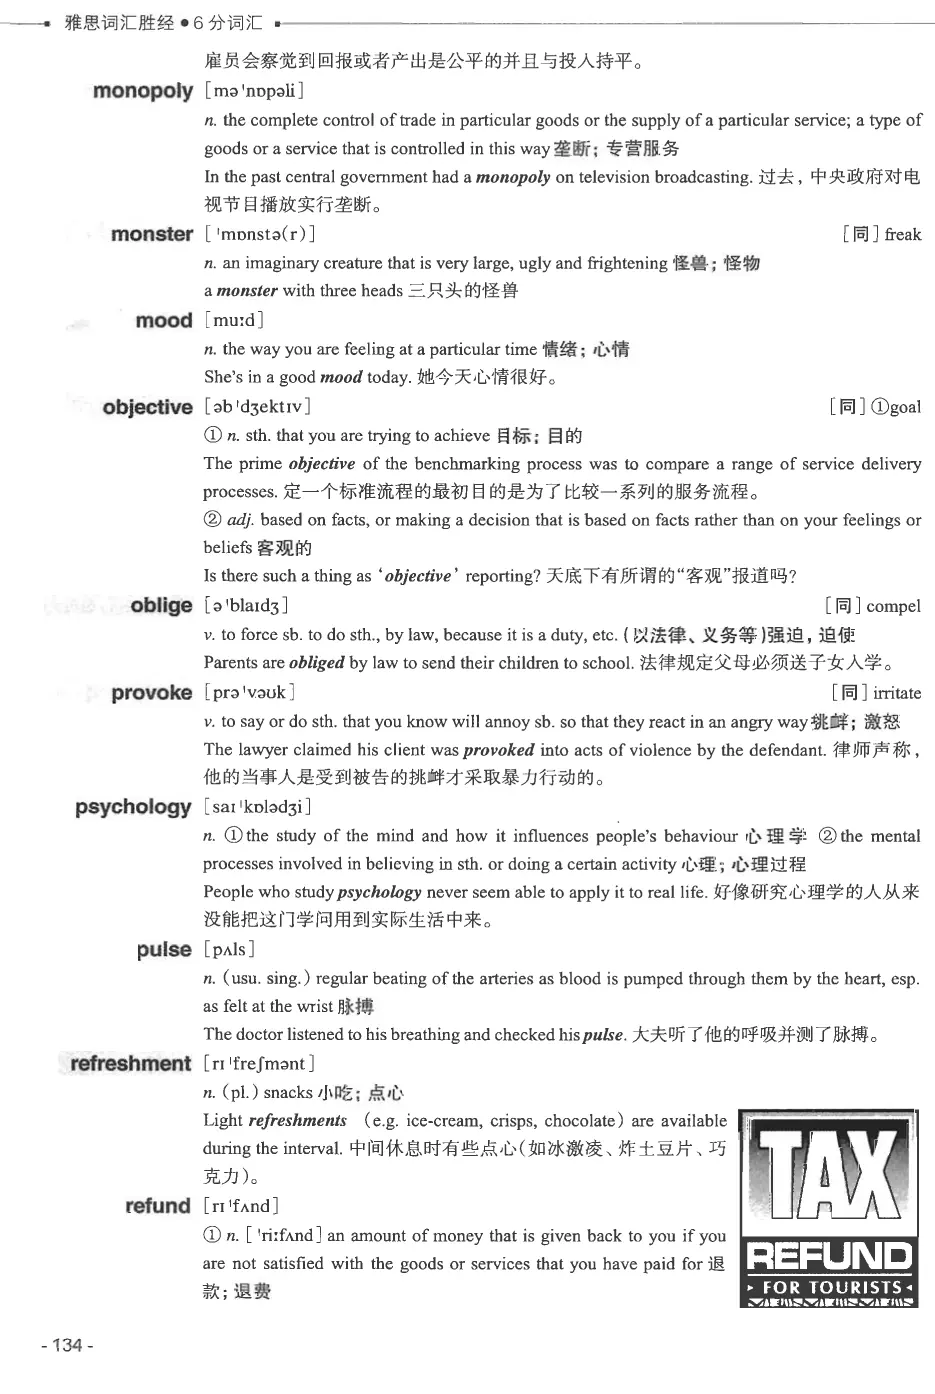 雅思词汇胜经●6分词汇
雇员会察觉到回报或者产出是公平的并且与投入持平。
monopoly [mə'nɒpəli]
n. the complete control of trade in particular goods or the supply of a particular service; a type of
goods or a service that is controlled in this way 垄断；专营服务
In the past central government had a monopoly on television broadcasting. 过去，中央政府对电
视节目播放实行垄断。
monster ['mɒnstə(r)] [同] freak
n. an imaginary creature that is very large, ugly and frightening 怪兽；怪物
a monster with three heads 三只头的怪兽
mood [muːd]
n. the way you are feeling at a particular time 情绪；心情
She's in a good mood today. 她今天心情很好。
objective [əb'dʒektɪv] [同] ①goal
① n. sth. that you are trying to achieve 目标；目的
The prime objective of the benchmarking process was to compare a range of service delivery
processes. 定一个标准流程的最初目的是为了比较一系列的服务流程。
② adj. based on facts, or making a decision that is based on facts rather than on your feelings or
beliefs 客观的
Is there such a thing as ‘objective’ reporting? 天底下有所谓的“客观”报道吗?
oblige [ə'blaɪdʒ] [同] compel
v. to force sb. to do sth., by law, because it is a duty, etc. (以法律、义务等)强迫，迫使
Parents are obliged by law to send their children to school. 法律规定父母必须送子女入学。
provoke [prə'vəʊk] [同] irritate
v. to say or do sth. that you know will annoy sb. so that they react in an angry way 挑衅；激怒
The lawyer claimed his client was provoked into acts of violence by the defendant. 律师声称，
他的当事人是受到被告的挑衅才采取暴力行动的。
psychology [saɪ'kɒlədʒi]
n. ①the study of the mind and how it influences people's behaviour 心理学 ②the mental
processes involved in believing in sth. or doing a certain activity 心理；心理过程
People who study psychology never seem able to apply it to real life. 好像研究心理学的人从来
没能把这门学问用到实际生活中来。
pulse [pʌls]
n. (usu. sing.) regular beating of the arteries as blood is pumped through them by the heart, esp.
as felt at the wrist 脉搏
The doctor listened to his breathing and checked his pulse. 大夫听了他的呼吸并测了脉搏。
refreshment [rɪ'freʃmənt]
n. (pl.) snacks 小吃；点心
Light refreshments (e.g. ice-cream, crisps, chocolate) are available
during the interval. 中间休息时有些点心(如冰激凌、炸土豆片、巧
克力)。
refund [rɪ'fʌnd]
① n. ['riːfʌnd] an amount of money that is given back to you if you
are not satisfied with the goods or services that you have paid for 退
款；退费
TAX
REFUND
FOR TOURISTS
- 134 -